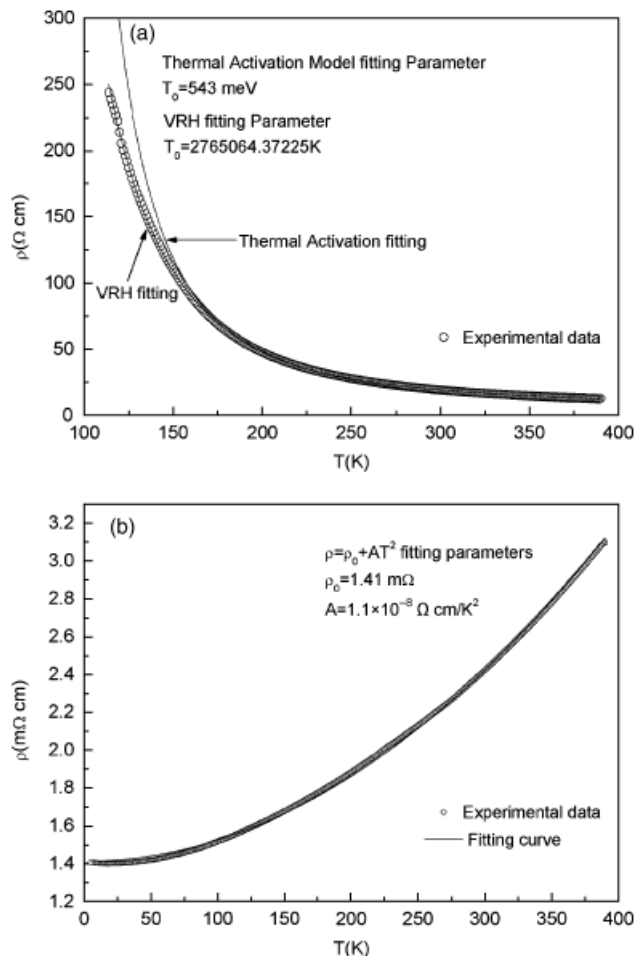 300
(a)
Thermal Activation Model fitting Parameter
T₀=543 meV
250
VRH fitting Parameter
200
T₀=2765064.37225K
ρ(Ω cm)
150
Thermal Activation fitting
VRH fitting
100
Experimental data
50
0
100 150 200 250 300 350 400
T(K)
(b)
3.2
ρ=ρ₀+AT² fitting parameters
3.0
ρ₀=1.41 mΩ
2.8
A=1.1×10⁻⁸ Ω cm/K²
2.6
2.4
ρ(mΩ cm)
2.2
2.0
1.8
Experimental data
1.6
Fitting curve
1.4
1.2
0 50 100 150 200 250 300 350 400
T(K)